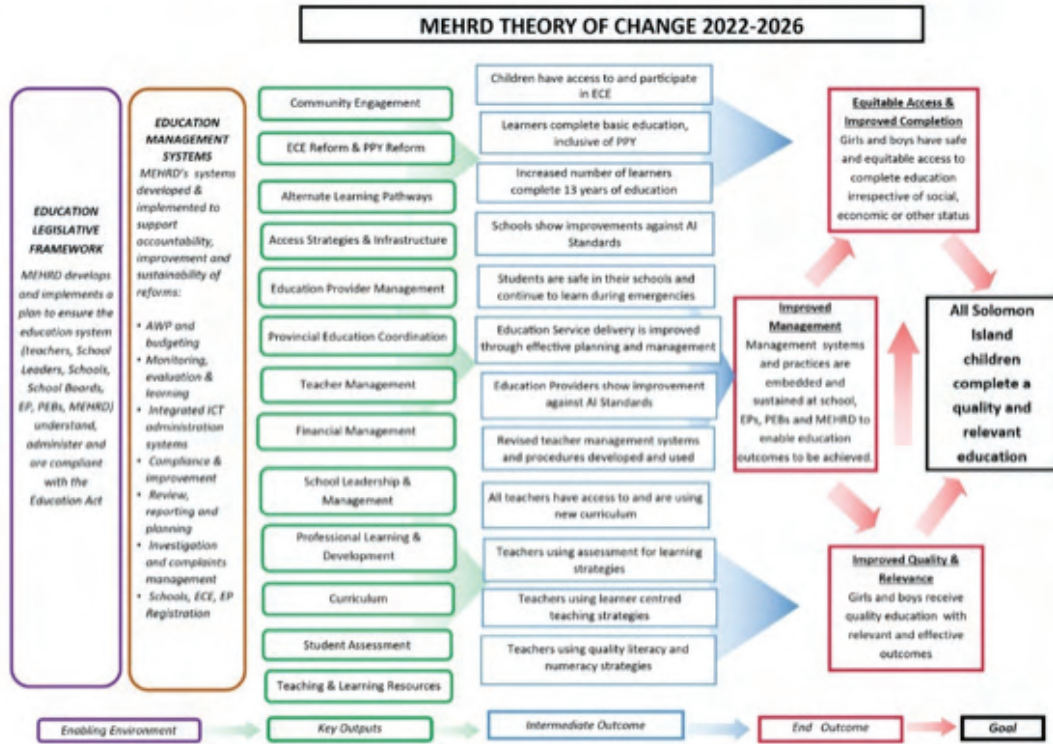 MEHRD THEORY OF CHANGE 2022-2026
EDUCATION
LEGISLATIVE
FRAMEWORK
MEHRD develops
and implements a
plan to ensure the
education system
(teachers, School
Leaders, Schools,
School Boards,
EP, PEBs, MEHRD)
understand,
administer and
are compliant
with the
Education Act
EDUCATION
MANAGEMENT
SYSTEMS
MEHRD's systems
developed &
implemented to
support
accountability,
improvement and
sustainability of
reforms:
• AWP and
budgeting
• Monitoring,
evaluation &
learning
• Integrated ICT
administration
systems
• Compliance &
improvement
• Review,
reporting and
planning
• Investigation
and complaints
management
• Schools, ECE, EP
Registration
Community Engagement
ECE Reform & PPY Reform
Alternate Learning Pathways
Access Strategies & Infrastructure
Education Provider Management
Provincial Education Coordination
Teacher Management
Financial Management
School Leadership &
Management
Professional Learning &
Development
Curriculum
Student Assessment
Teaching & Learning Resources
Children have access to and participate
in ECE
Learners complete basic education,
inclusive of PPY
Increased number of learners
complete 13 years of education
Schools show improvements against AI
Standards
Students are safe in their schools and
continue to learn during emergencies
Education Service delivery is improved
through effective planning and management
Education Providers show improvement
against AI Standards
Revised teacher management systems
and procedures developed and used
All teachers have access to and are using
new curriculum
Teachers using assessment for learning
strategies
Teachers using learner centred
teaching strategies
Teachers using quality literacy and
numeracy strategies
Equitable Access &
Improved Completion
Girls and boys have safe
and equitable access to
complete education
irrespective of social,
economic or other status
Improved
Management
Management systems
and practices are
embedded and
sustained at school,
EPs, PEBs and MEHRD to
enable education
outcomes to be achieved.
Improved Quality &
Relevance
Girls and boys receive
quality education with
relevant and effective
outcomes
All Solomon
Island
children
complete a
quality and
relevant
education
Enabling Environment
Key Outputs
Intermediate Outcome
End Outcome
Goal